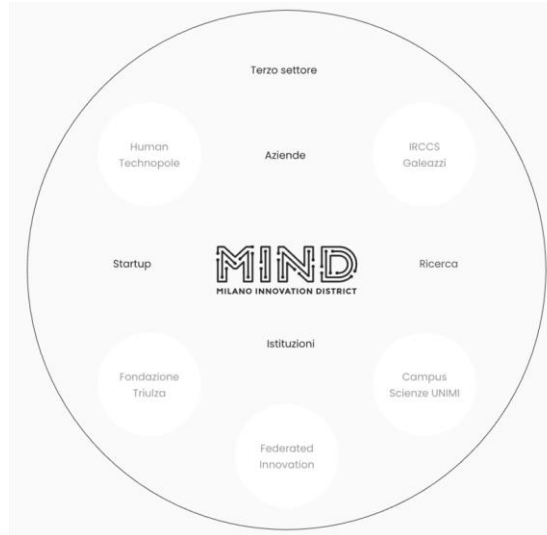 Terzo settore
Human
Technopole
Aziende
IRCCS
Galeazzi
Startup
MIND
MILANO INNOVATION DISTRICT
Ricerca
Istituzioni
Fondazione
Triulza
Campus
Scienze UNIMI
Federated
Innovation